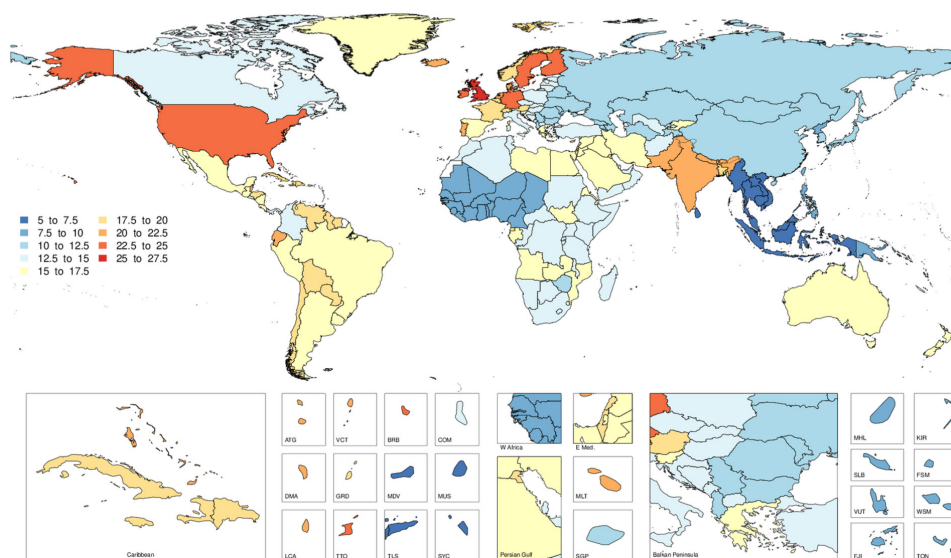 5 to 7.5
7.5 to 10
10 to 12.5
12.5 to 15
15 to 17.5
17.5 to 20
20 to 22.5
22.5 to 25
25 to 27.5
Caribbean
ATG
VCT
BRB
COM
DMA
GRD
MDV
MUS
LCA
TTO
TLS
SYC
W Africa
E Med.
Persian Gulf
MLT
SGP
Balkan Peninsula
MHL
KIR
SLB
FSM
VUT
WSM
FJI
TON